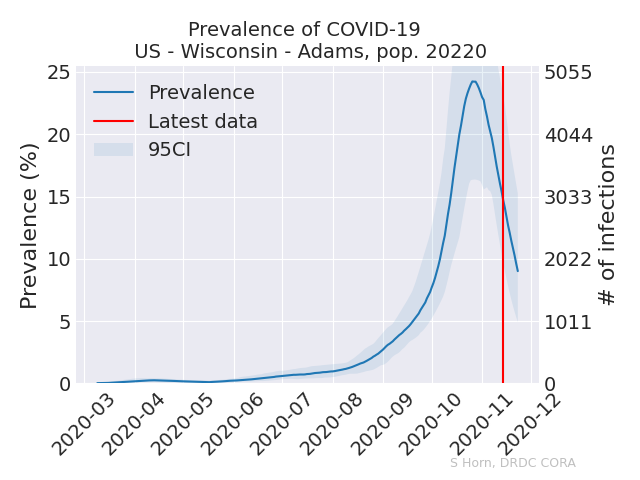 Prevalence of COVID-19
US - Wisconsin - Adams, pop. 20220
Prevalence
Latest data
95CI
Prevalence (%)
25
20
15
10
5
0
5055
4044
3033
2022
1011
0
# of infections
2020-03
2020-04
2020-05
2020-06
2020-07
2020-08
2020-09
2020-10
2020-11
2020-12
S Horn, DRDC CORA